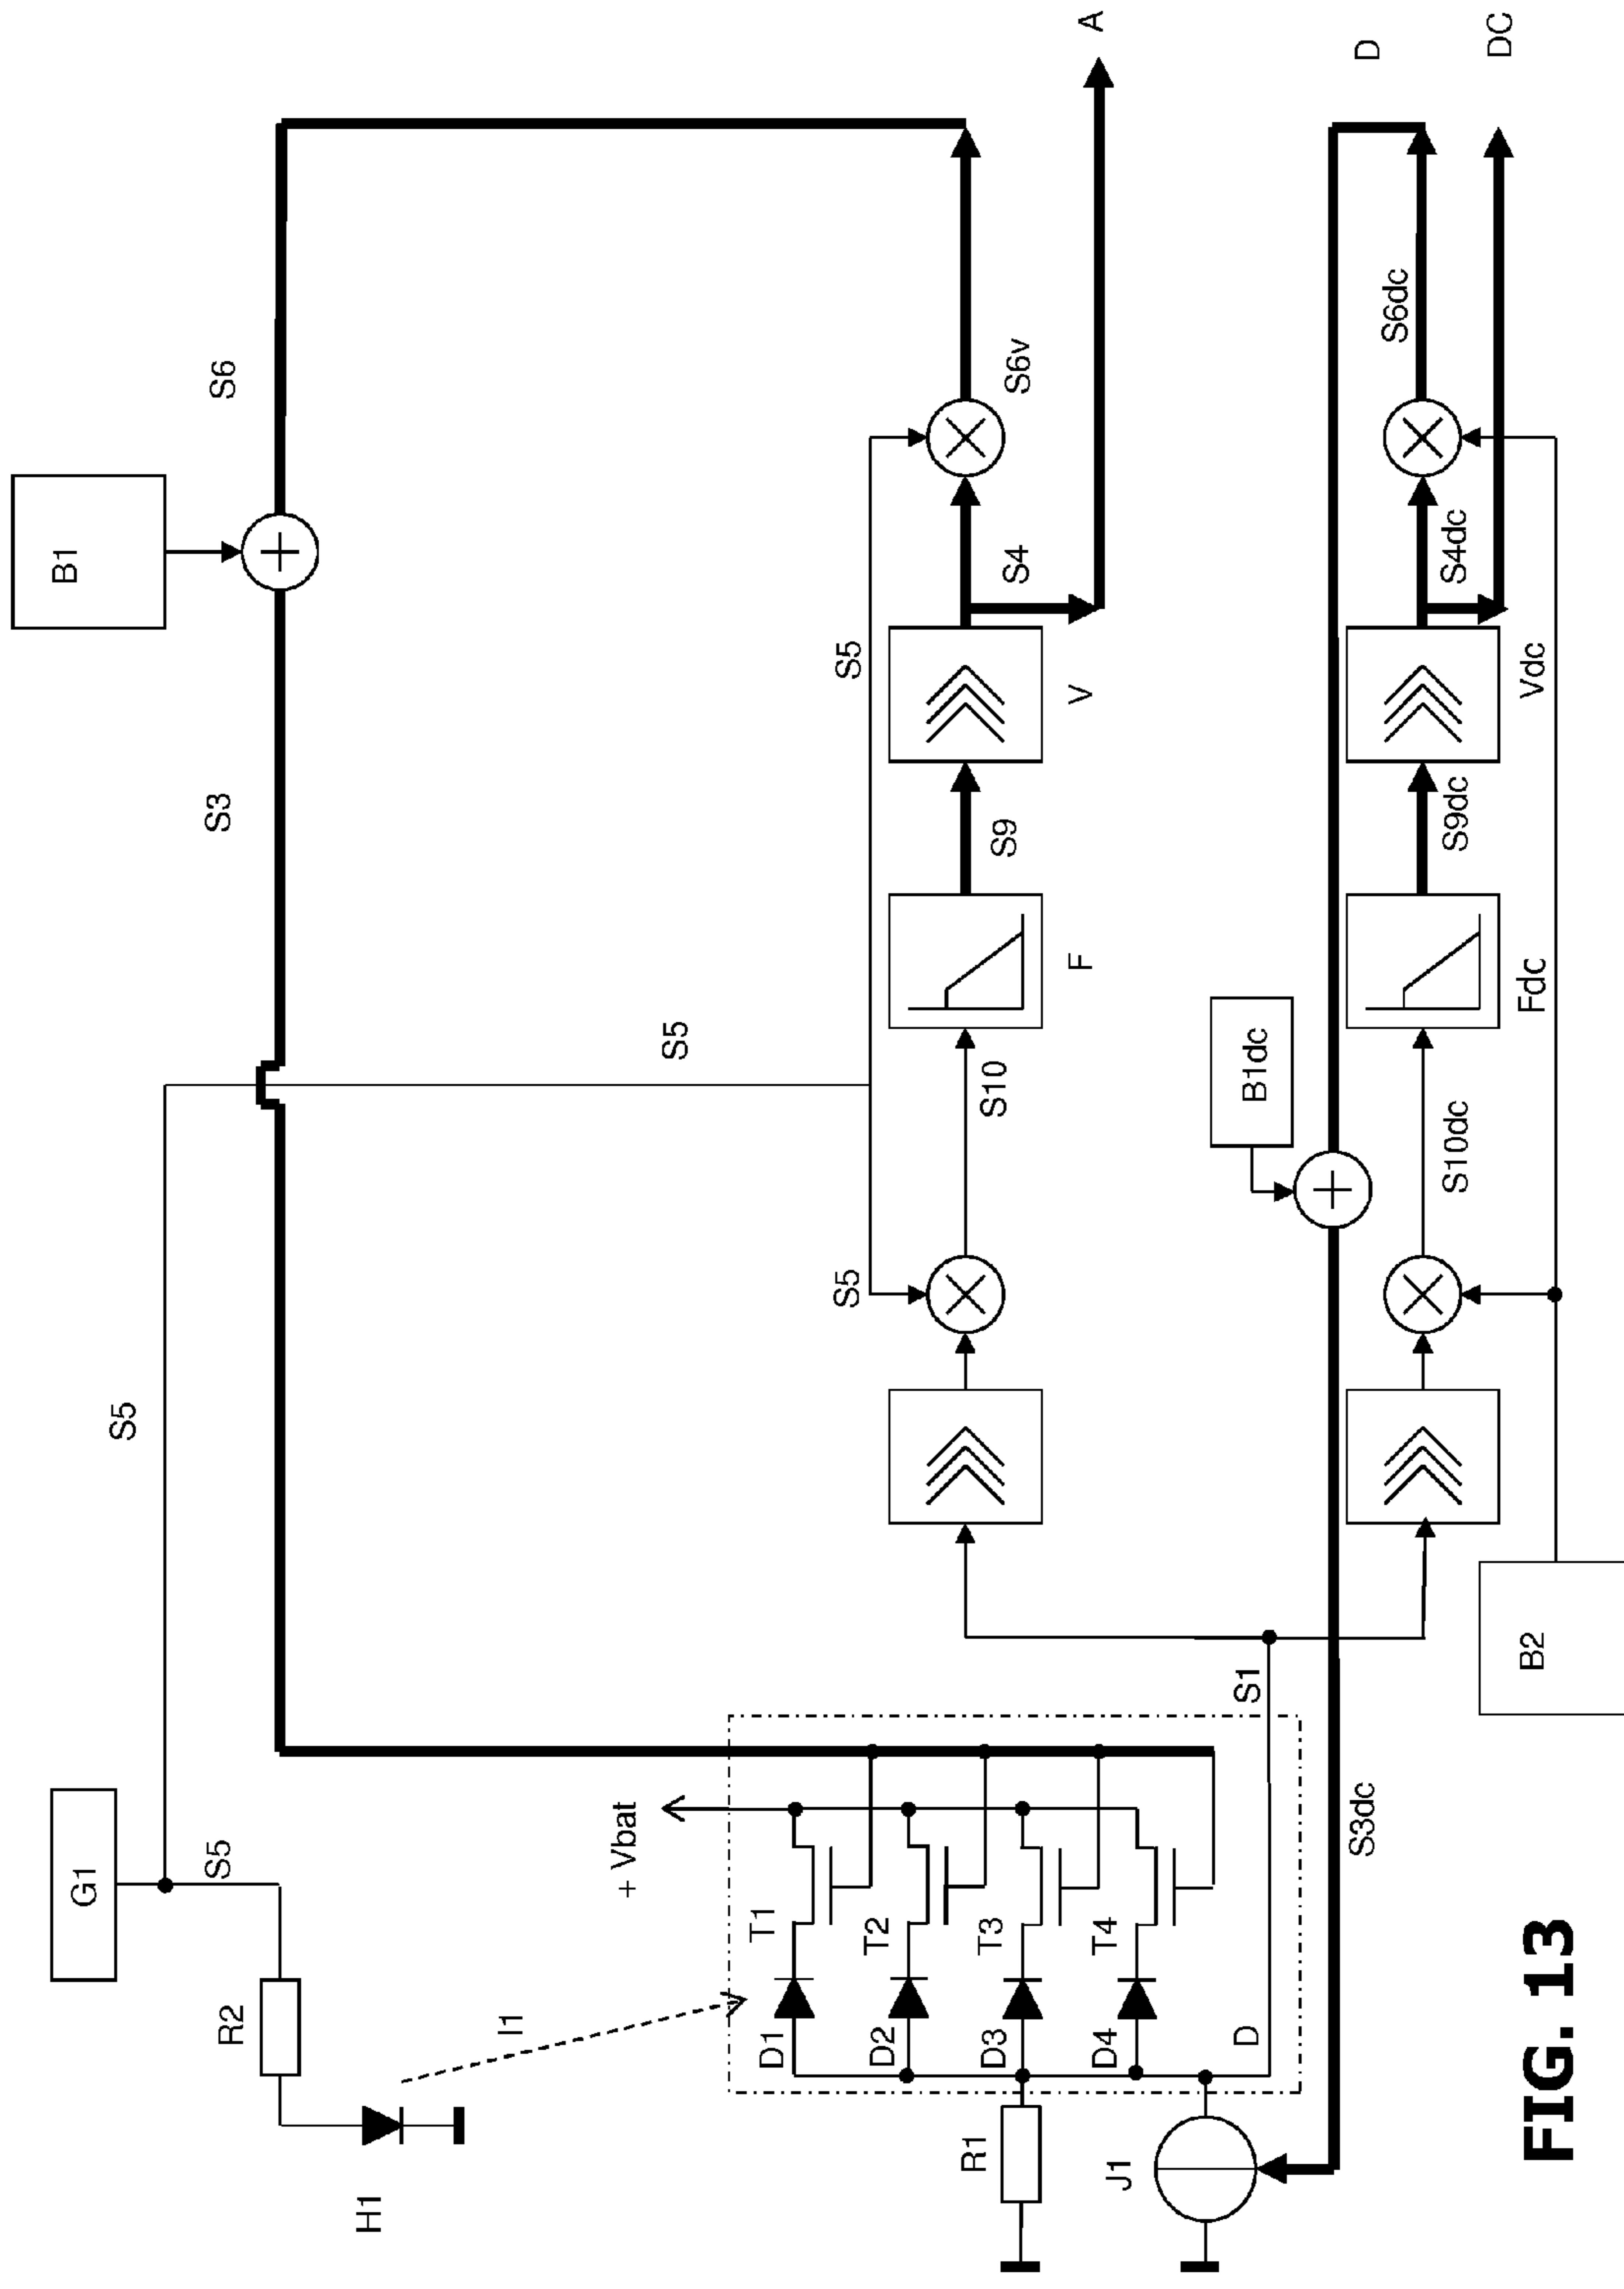 G1
S5
S5
R2
H1
I1
B1
S3
S6
S5
S5
S5
+ Vbat
T1
T2
T3
T4
D1
D2
D3
D4
D
R1
J1
S1
S10
F
S9
V
S4
S6v
A
B1dc
S3dc
S10dc
Fdc
S9dc
Vdc
S4dc
S6dc
D
DC
B2
FIG. 13